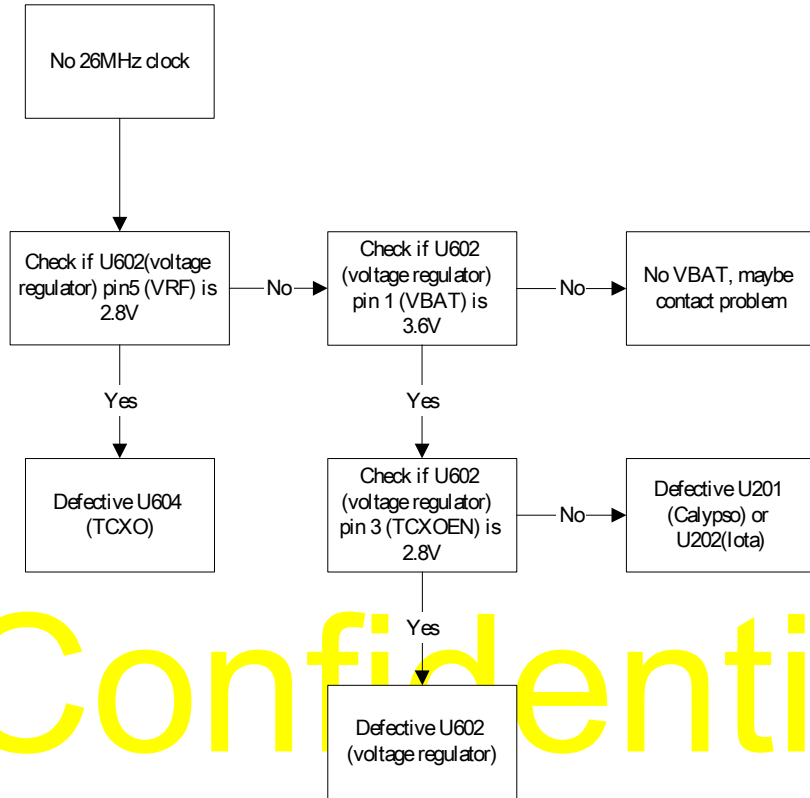 No 26MHz clock
Check if U602(voltage
regulator) pin5 (VRF) is
2.8V
No
Check if U602
(voltage regulator)
pin 1 (VBAT) is
3.6V
No
No VBAT, maybe
contact problem
Yes
Yes
Defective U604
(TCXO)
Check if U602
(voltage regulator)
pin 3 (TCXOEN) is
2.8V
No
Defective U201
(Calypso) or
U202(Iota)
Yes
Confidenti
Defective U602
(voltage regulator)